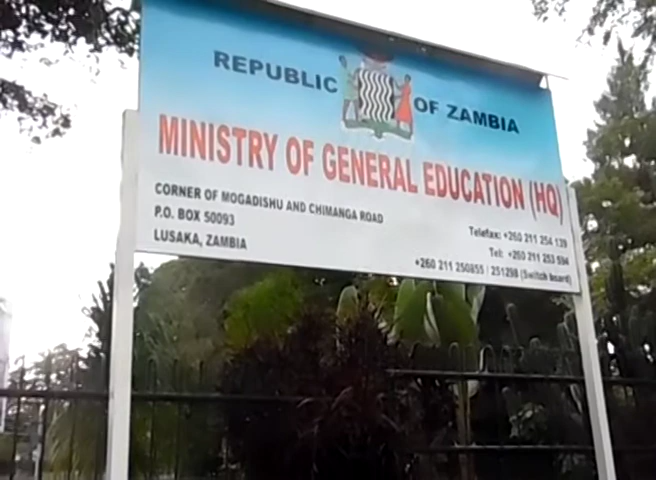 REPUBLIC OF ZAMBIA
MINISTRY OF GENERAL EDUCATION (HQ)
CORNER OF MOGADISHU AND CHIMANGA ROAD
P.O. BOX 50093
LUSAKA, ZAMBIA
Telefax: +260 211 254 139
Tel: +260 211 253 594
+260 211 250855 / 251298 (Switch board)